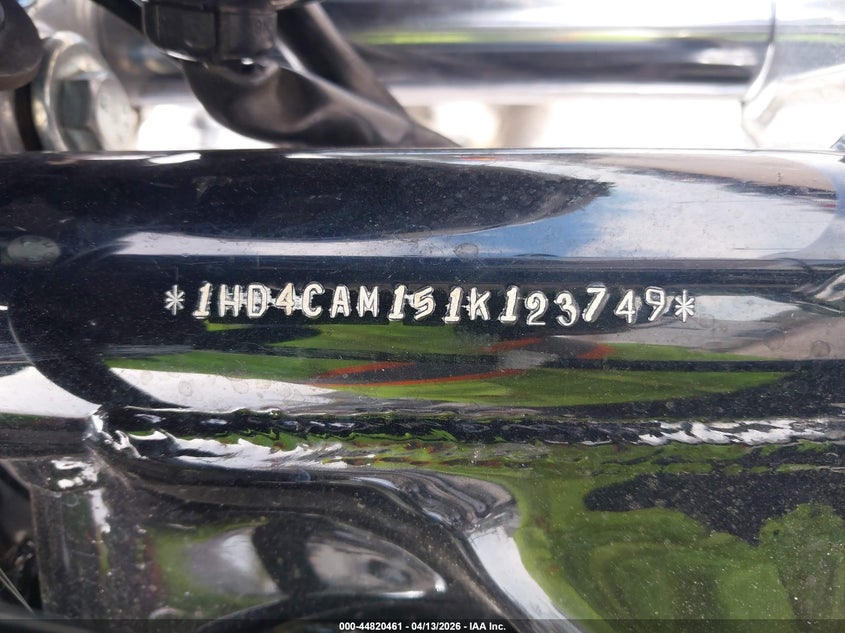 *1HD4CAM151K123749*
000-44820461 - 04/13/2026 - IAA Inc.